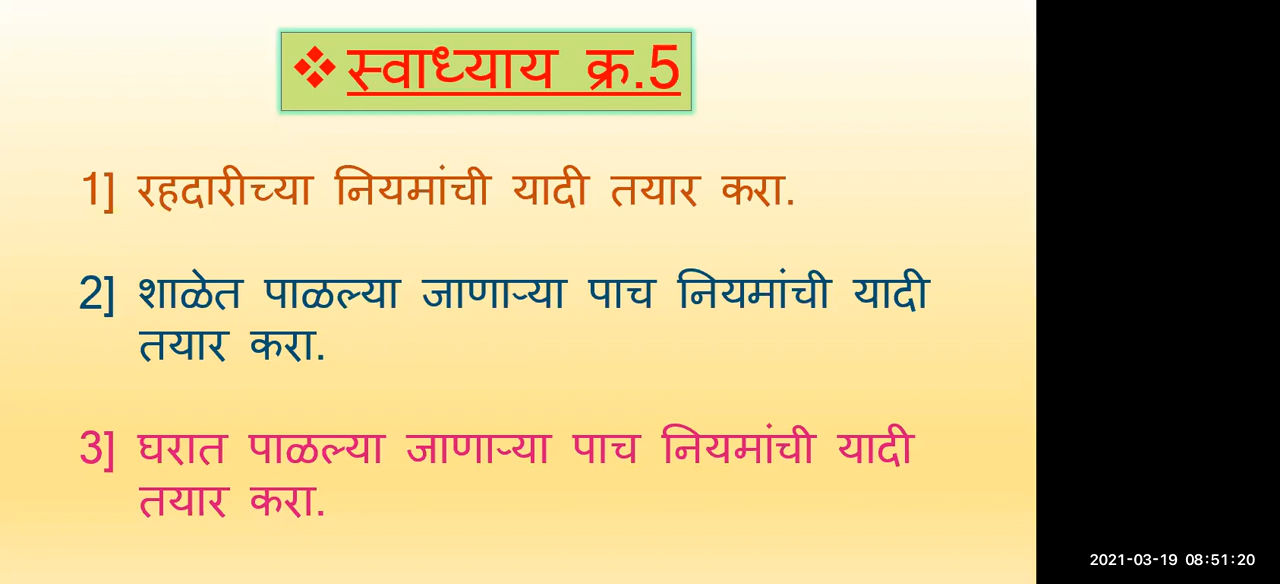 ❖ स्वाध्याय क्र.5
1] रहदारीच्या नियमांची यादी तयार करा.
2] शाळेत पाळल्या जाणाऱ्या पाच नियमांची यादी
तयार करा.
3] घरात पाळल्या जाणाऱ्या पाच नियमांची यादी
तयार करा.
2021-03-19 08:51:20